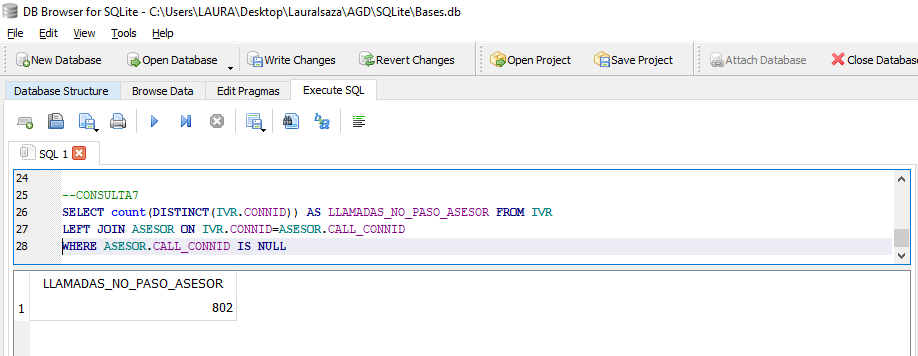 DB Browser for SQLite - C:\Users\LAURA\Desktop\Lauralsaza\AGD\SQLite\Bases.db
File Edit View Tools Help
New Database Open Database Write Changes Revert Changes Open Project Save Project Attach Database Close Database
Database Structure Browse Data Edit Pragmas Execute SQL
SQL 1
24
25 --CONSULTA7
26 SELECT count(DISTINCT(IVR.CONNID)) AS LLAMADAS_NO_PASO_ASESOR FROM IVR
27 LEFT JOIN ASESOR ON IVR.CONNID=ASESOR.CALL_CONNID
28 WHERE ASESOR.CALL_CONNID IS NULL
LLAMADAS_NO_PASO_ASESOR
1 802